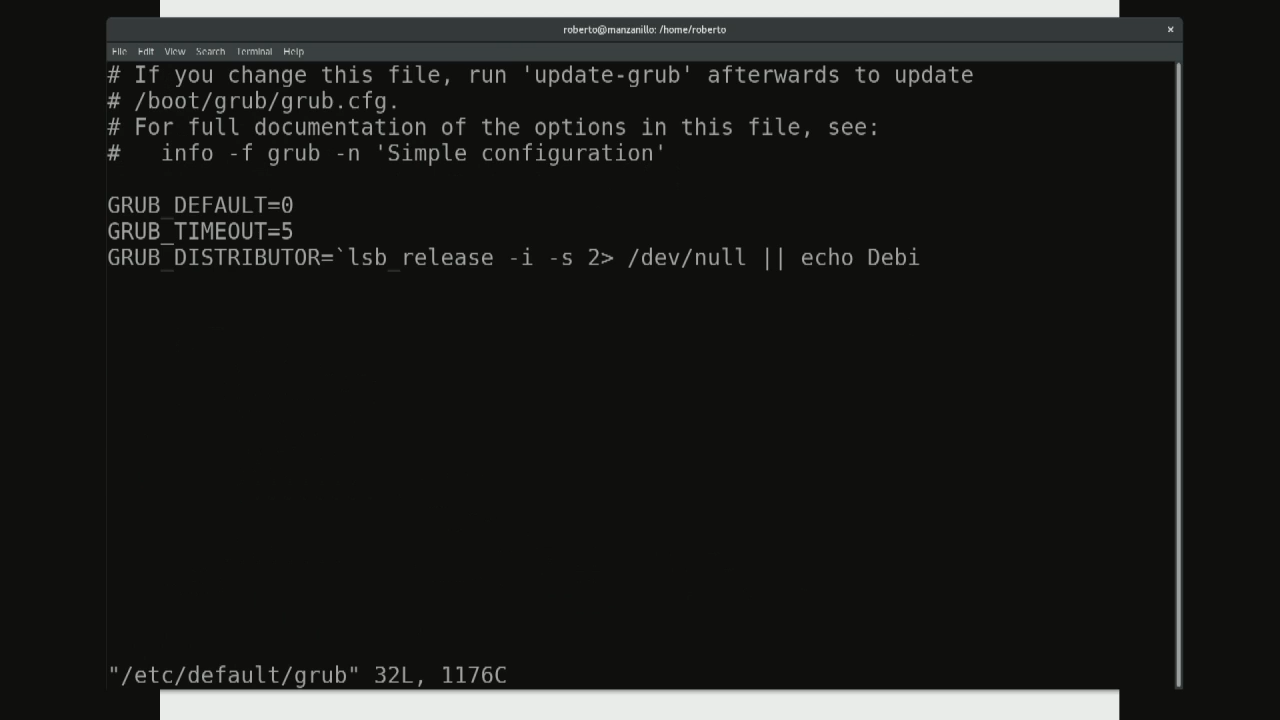 roberto@manzanillo: /home/roberto
×
File Edit View Search Terminal Help
# If you change this file, run 'update-grub' afterwards to update
# /boot/grub/grub.cfg.
# For full documentation of the options in this file, see:
#   info -f grub -n 'Simple configuration'
GRUB_DEFAULT=0
GRUB_TIMEOUT=5
GRUB_DISTRIBUTOR=`lsb_release -i -s 2> /dev/null || echo Debi
"/etc/default/grub" 32L, 1176C